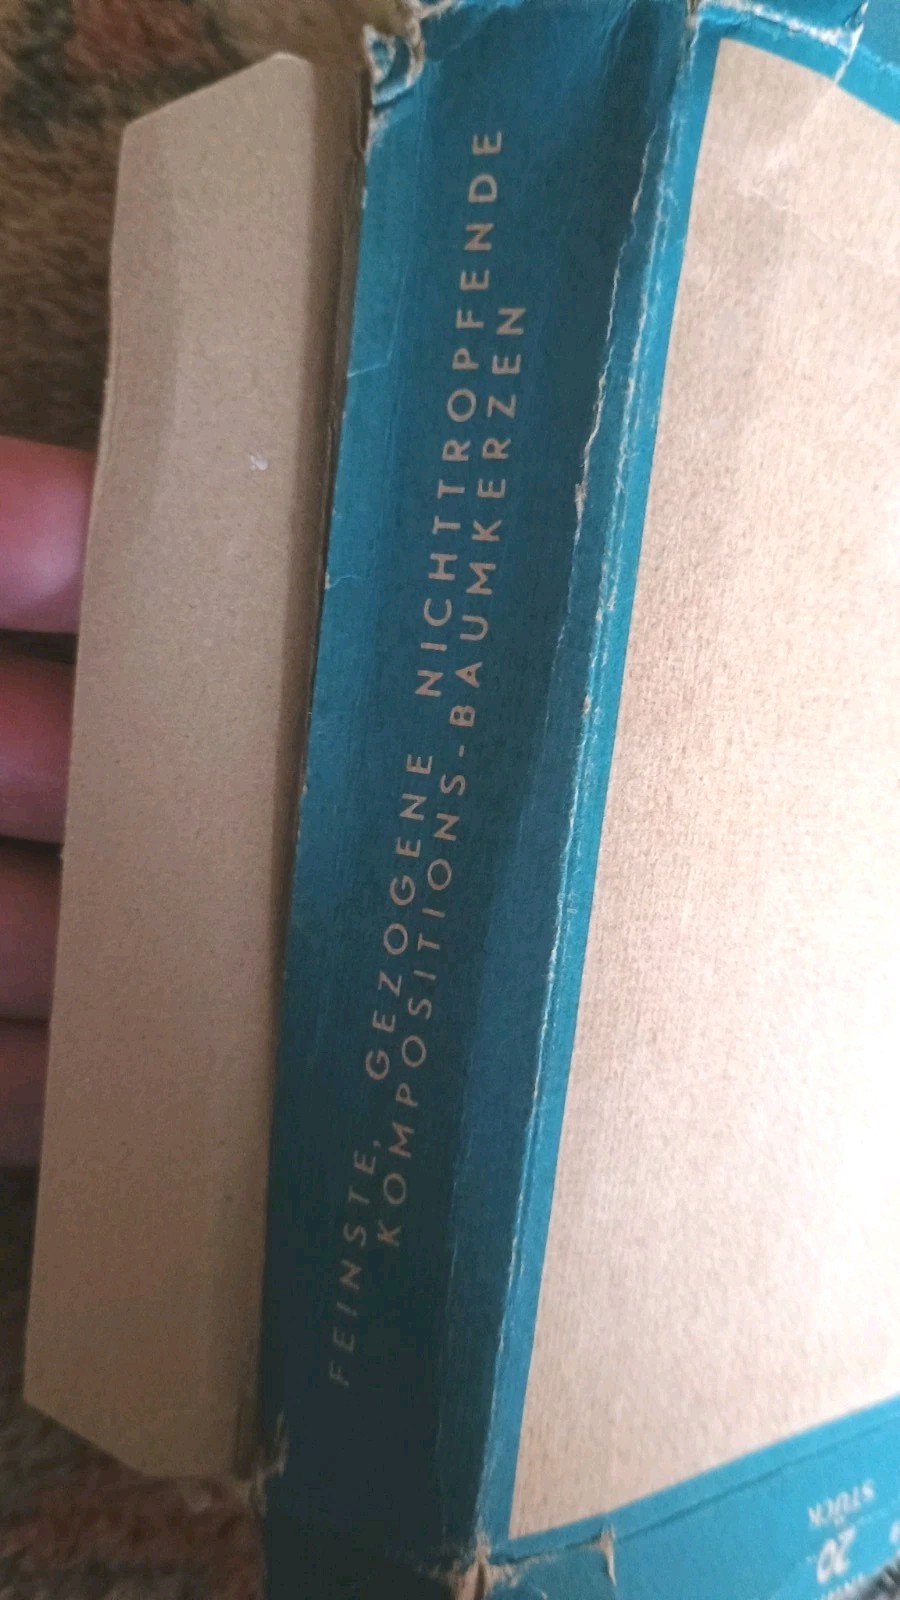 FEINSTE, GEZOGENE NICHTTROPFENDE
KOMPOSITIONS-BAUMKERZEN
20
STÜCK